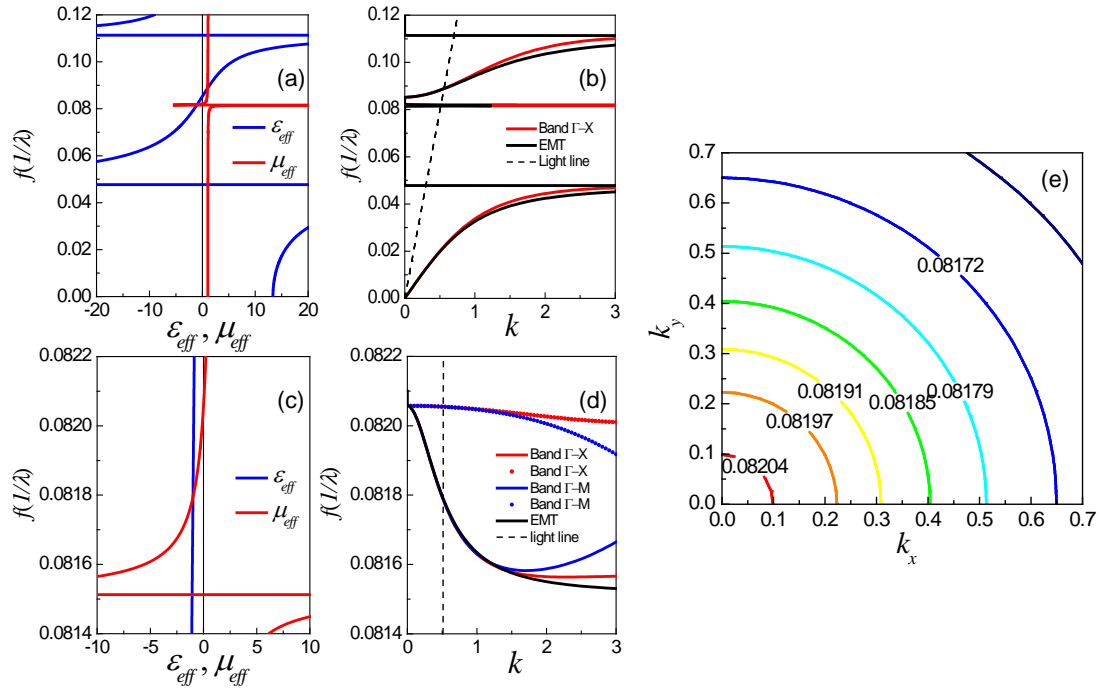 0.12
0.10
0.08
0.06
0.04
0.02
0.00
f(1/λ)
(a)
ε_eff
μ_eff
-20 -10 0 10 20
ε_eff , μ_eff
0.12
0.10
0.08
0.06
0.04
0.02
0.00
f(1/λ)
(b)
Band Γ–X
EMT
Light line
0 1 2 3
k
0.0822
0.0820
0.0818
0.0816
0.0814
f(1/λ)
(c)
ε_eff
μ_eff
-10 -5 0 5 10
ε_eff , μ_eff
0.0822
0.0820
0.0818
0.0816
0.0814
f(1/λ)
(d)
Band Γ–X
Band Γ–X
Band Γ–M
Band Γ–M
EMT
light line
0 1 2 3
k
0.7
0.6
0.5
0.4
0.3
0.2
0.1
0.0
k_y
(e)
0.08172
0.08179
0.08185
0.08191
0.08197
0.08204
0.0 0.1 0.2 0.3 0.4 0.5 0.6 0.7
k_x